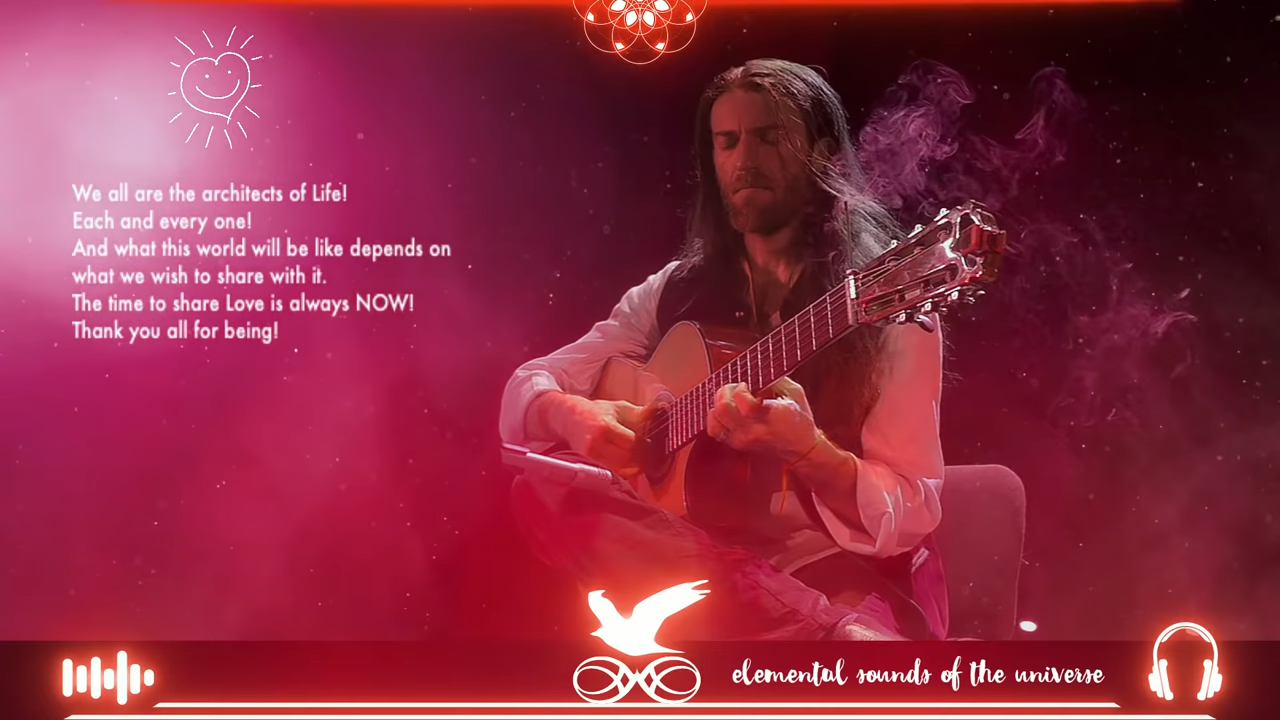 We all are the architects of Life!
Each and every one!
And what this world will be like depends on
what we wish to share with it.
The time to share Love is always NOW!
Thank you all for being!
elemental sounds of the universe